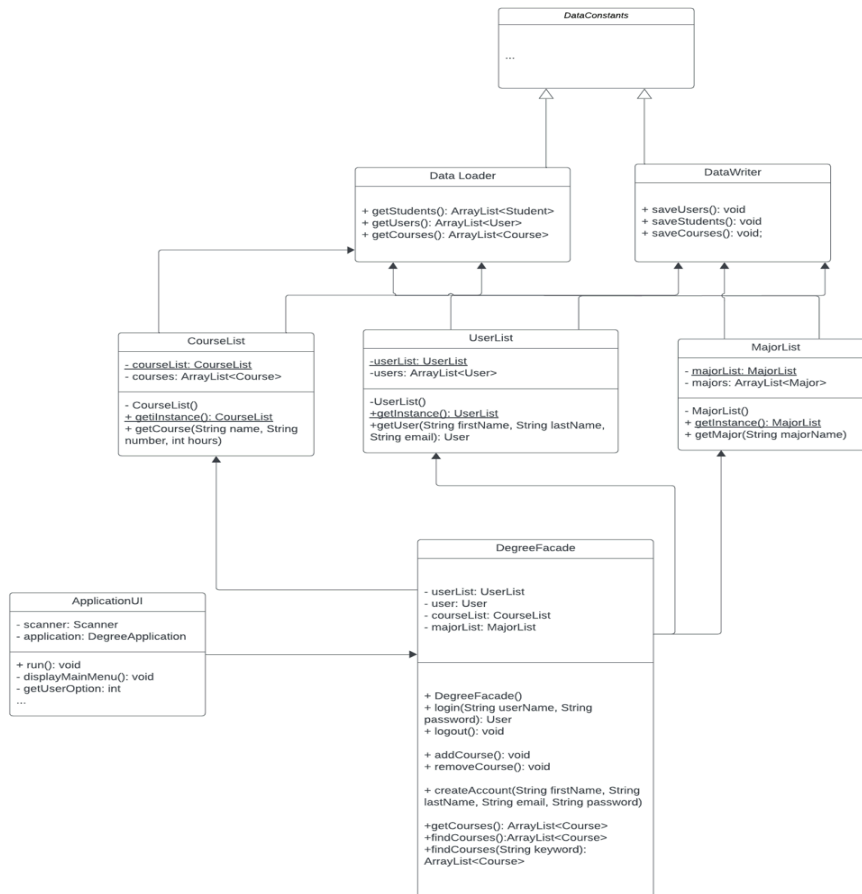 DataConstants
...
Data Loader
+ getStudents(): ArrayList<Student>
+ getUsers(): ArrayList<User>
+ getCourses(): ArrayList<Course>
DataWriter
+ saveUsers(): void
+ saveStudents(): void
+ saveCourses(): void;
CourseList
- courseList: CourseList
- courses: ArrayList<Course>
- CourseList()
+ getiInstance(): CourseList
+ getCourse(String name, String
number, int hours)
UserList
-userList: UserList
-users: ArrayList<User>
-UserList()
+getInstance(): UserList
+getUser(String firstName, String lastName,
String email): User
MajorList
- majorList: MajorList
- majors: ArrayList<Major>
- MajorList()
+ getInstance(): MajorList
+ getMajor(String majorName)
ApplicationUI
- scanner: Scanner
- application: DegreeApplication
+ run(): void
- displayMainMenu(): void
- getUserOption: int
...
DegreeFacade
- userList: UserList
- user: User
- courseList: CourseList
- majorList: MajorList
+ DegreeFacade()
+ login(String userName, String
password): User
+ logout(): void
+ addCourse(): void
+ removeCourse(): void
+ createAccount(String firstName, String
lastName, String email, String password)
+getCourses(): ArrayList<Course>
+findCourses():ArrayList<Course>
+findCourses(String keyword):
ArrayList<Course>